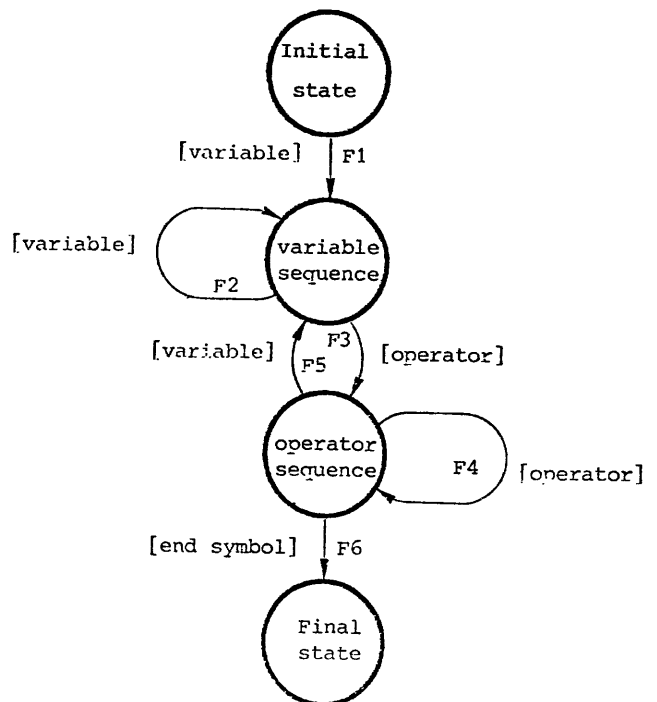 Initial
state
[variable] F1
[variable]
variable
sequence
F2
F3
[variable]
F5
[operator]
operator
sequence
F4
[operator]
[end symbol] F6
Final
state